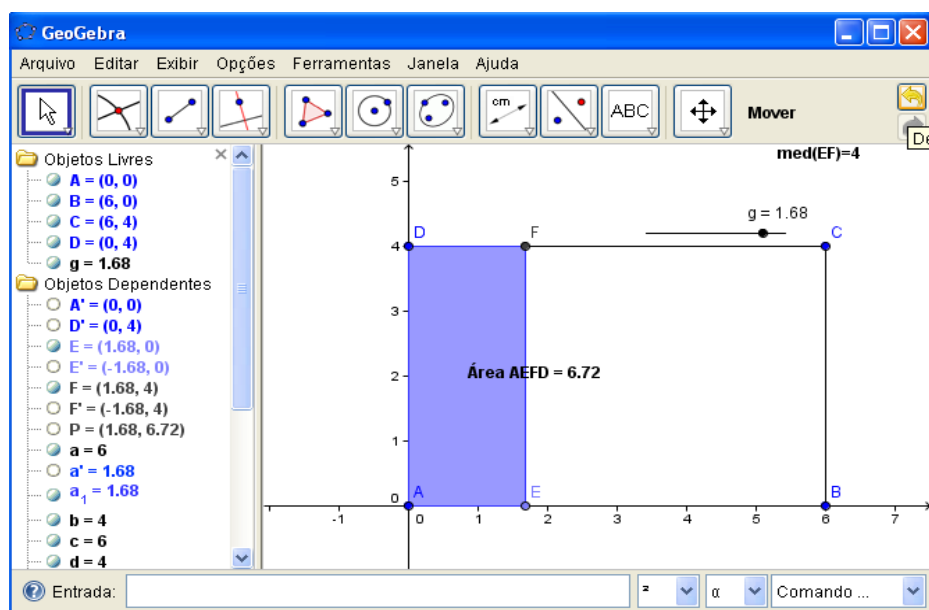 GeoGebra
Arquivo Editar Exibir Opções Ferramentas Janela Ajuda
cm ABC Mover
Objetos Livres
A = (0, 0)
B = (6, 0)
C = (6, 4)
D = (0, 4)
g = 1.68
Objetos Dependentes
A' = (0, 0)
D' = (0, 4)
E = (1.68, 0)
E' = (-1.68, 0)
F = (1.68, 4)
F' = (-1.68, 4)
P = (1.68, 6.72)
a = 6
a' = 1.68
a₁ = 1.68
b = 4
c = 6
d = 4
med(EF)=4
5
g = 1.68
D F C
4
3
Área AEFD = 6.72
2
1
A E B
0
-1 0 1 2 3 4 5 6 7
Entrada: ² α Comando ...